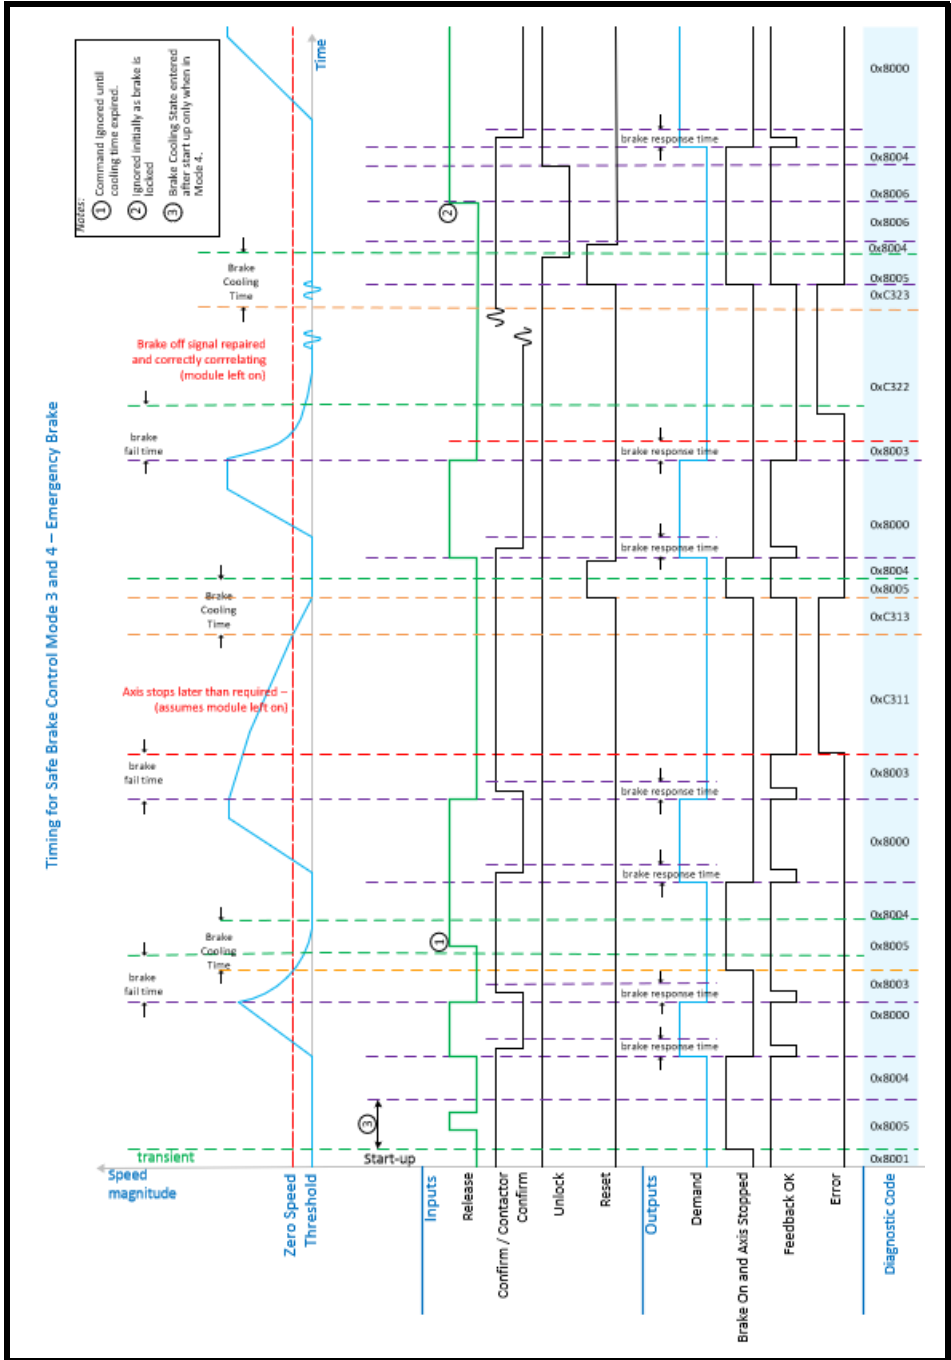 Timing for Safe Brake Control Mode 3 and 4 – Emergency Brake
Notes:
1 Command ignored until
cooling time expired.
2 Ignored initially as brake is
locked
3 Brake Cooling State entered
after start up only when in
Mode 4.
Speed
magnitude
transient
Zero Speed
Threshold
Time
brake
fail time
Brake
Cooling
Time
brake
fail time
Axis stops later than required –
(assumes module left on)
Brake
Cooling
Time
brake
fail time
Brake off signal repaired
and correctly corrrelating
(module left on)
Brake
Cooling
Time
Start-up
3
1
2
Inputs
Release
Confirm / Contactor
Confirm
Unlock
Reset
Outputs
Demand
brake response time
brake response time
brake response time
brake response time
brake response time
brake response time
brake response time
Brake On and Axis Stopped
Feedback OK
Error
Diagnostic Code
0x8001
0x8005
0x8004
0x8000
0x8003
0x8005
0x8004
0x8000
0x8003
0xC311
0xC313
0x8005
0x8004
0x8000
0x8003
0xC322
0xC323
0x8005
0x8004
0x8006
0x8006
0x8004
0x8000